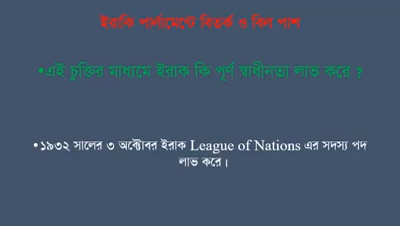 ইরাকি পার্লামেন্টে বিতর্ক ও বিল পাশ
•এই চুক্তির মাধ্যমে ইরাক কি পূর্ণ স্বাধীনতা লাভ করে ?
•১৯৩২ সালের ৩ অক্টোবর ইরাক League of Nations এর সদস্য পদ
লাভ করে।